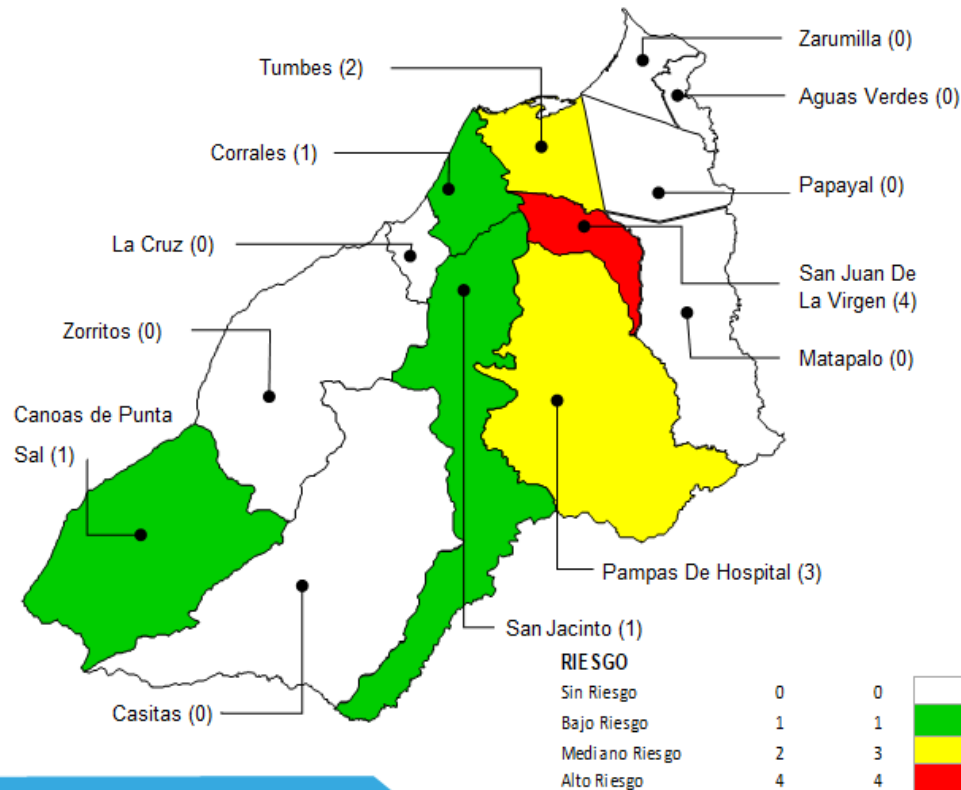 Zarumilla (0)
Tumbes (2)
Aguas Verdes (0)
Corrales (1)
Papayal (0)
La Cruz (0)
San Juan De
La Virgen (4)
Zorritos (0)
Matapalo (0)
Canoas de Punta
Sal (1)
Pampas De Hospital (3)
San Jacinto (1)
Casitas (0)
RIESGO
Sin Riesgo 0 0
Bajo Riesgo 1 1
Mediano Riesgo 2 3
Alto Riesgo 4 4